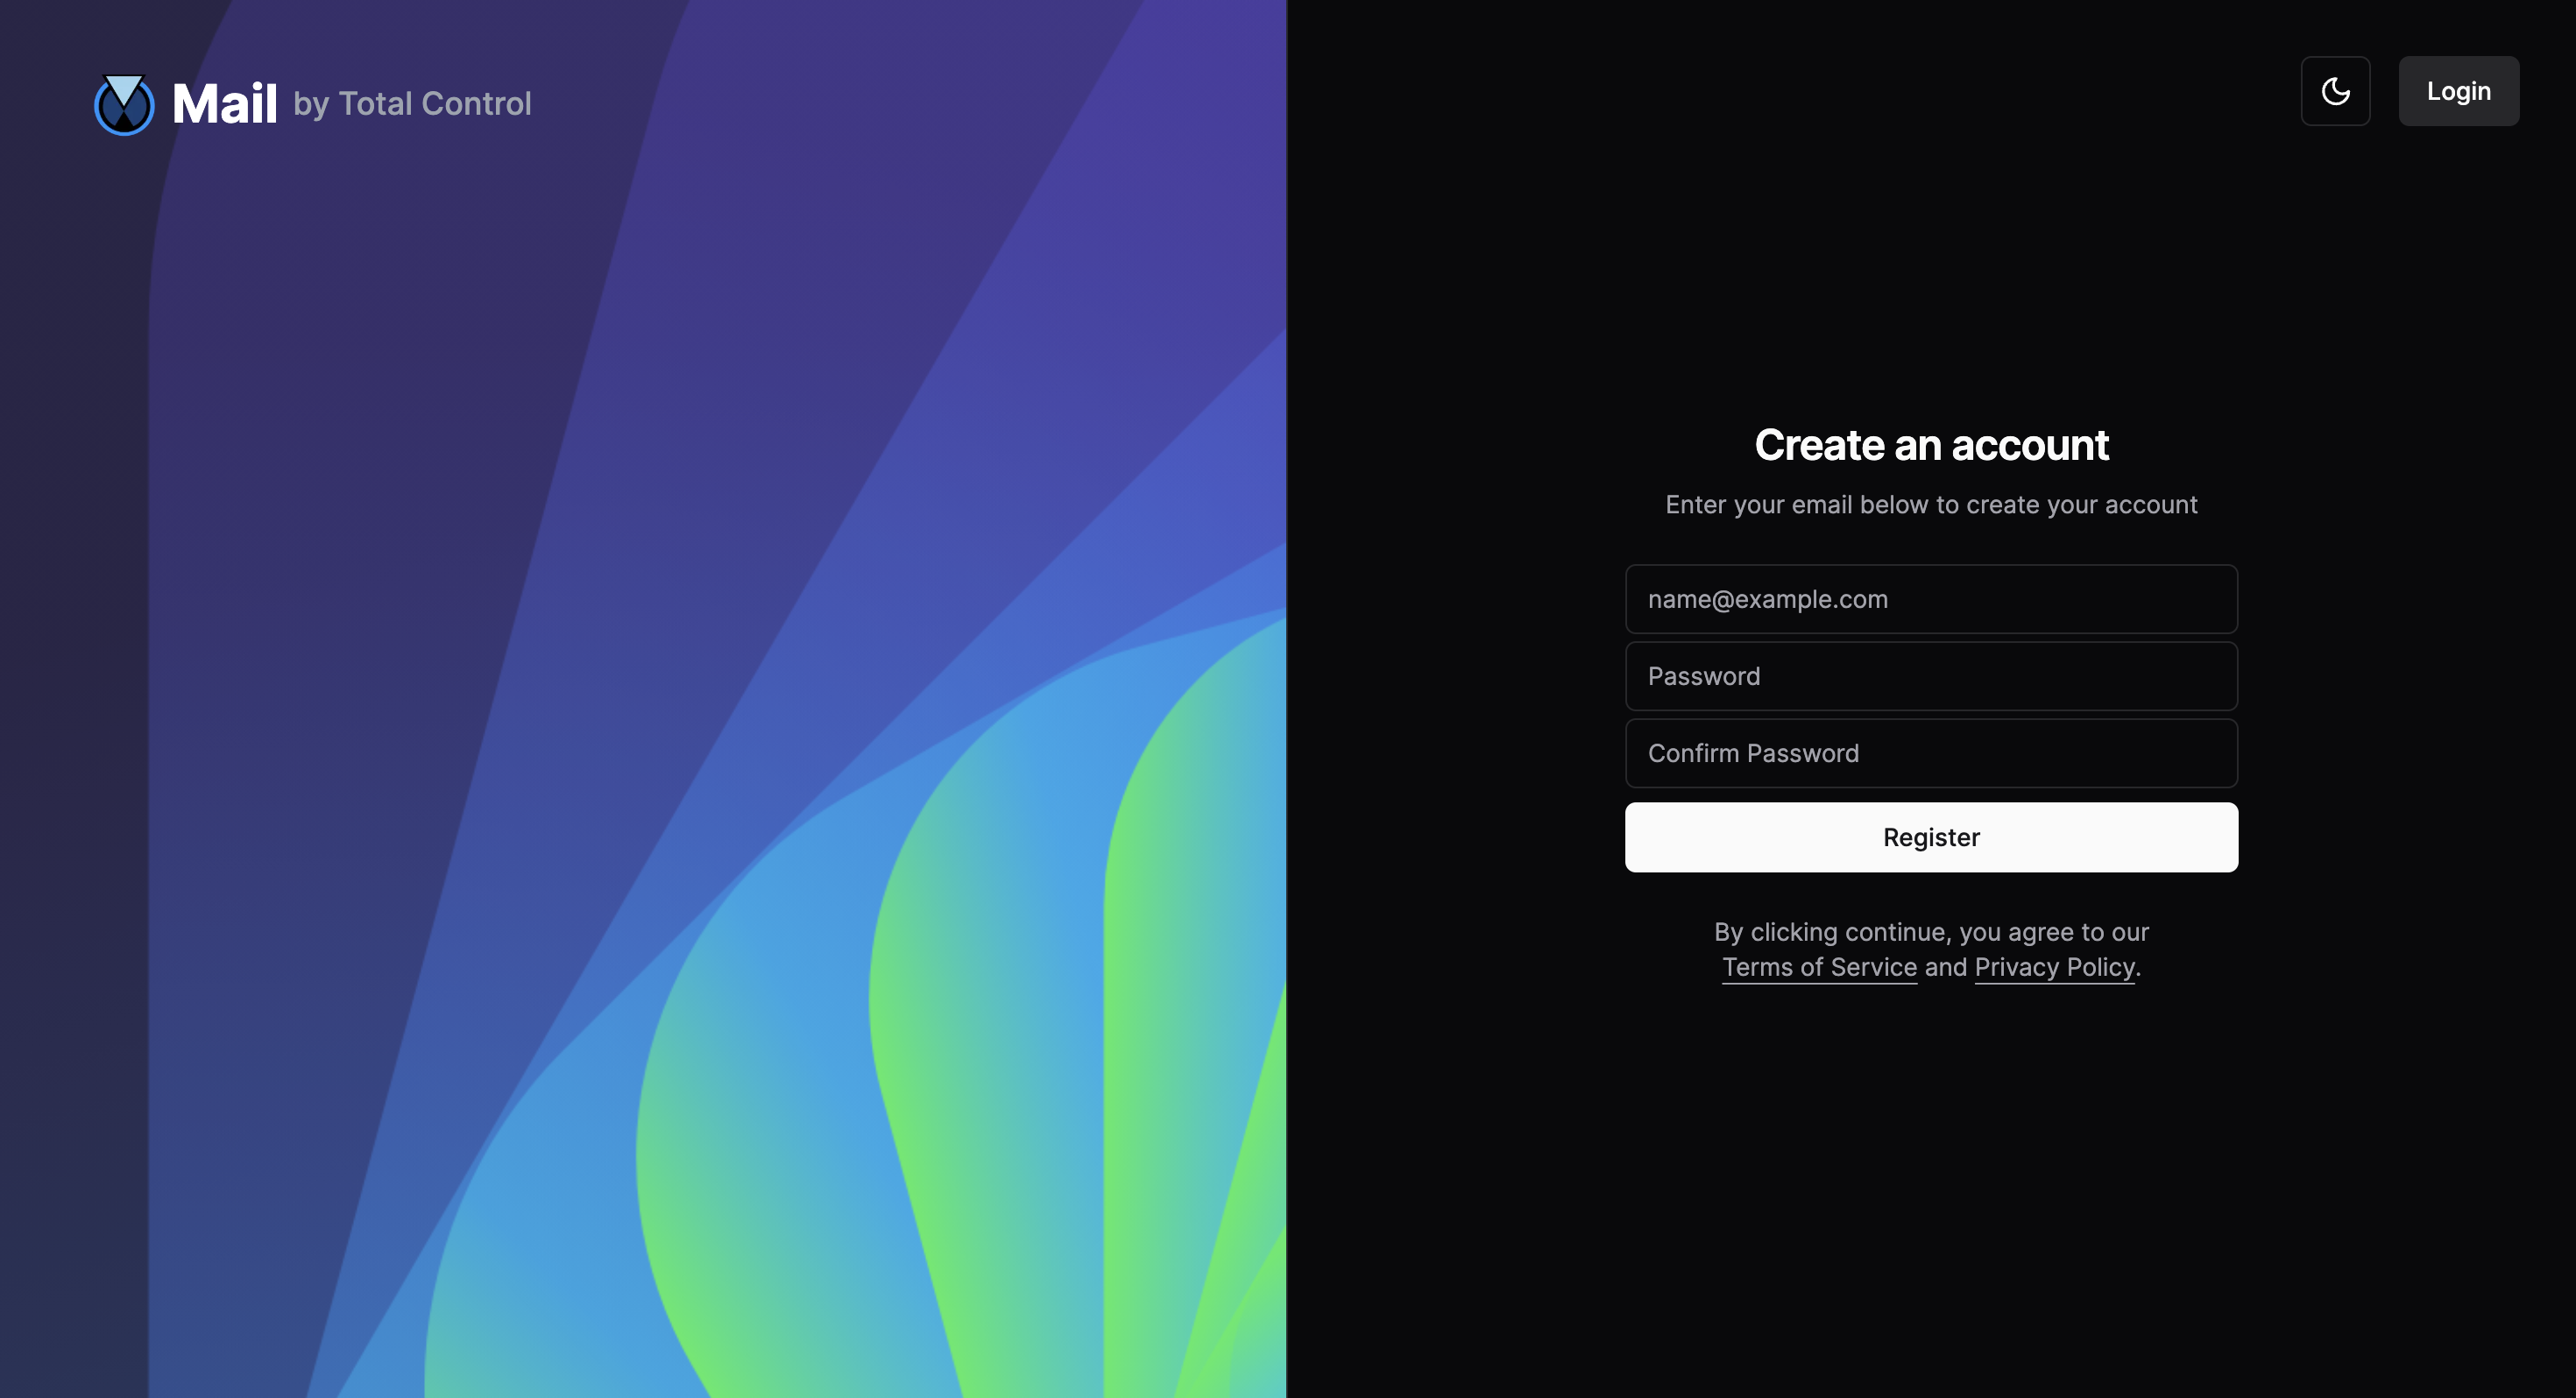 Mail by Total Control
Login
Create an account
Enter your email below to create your account
name@example.com
Password
Confirm Password
Register
By clicking continue, you agree to our
Terms of Service and Privacy Policy.